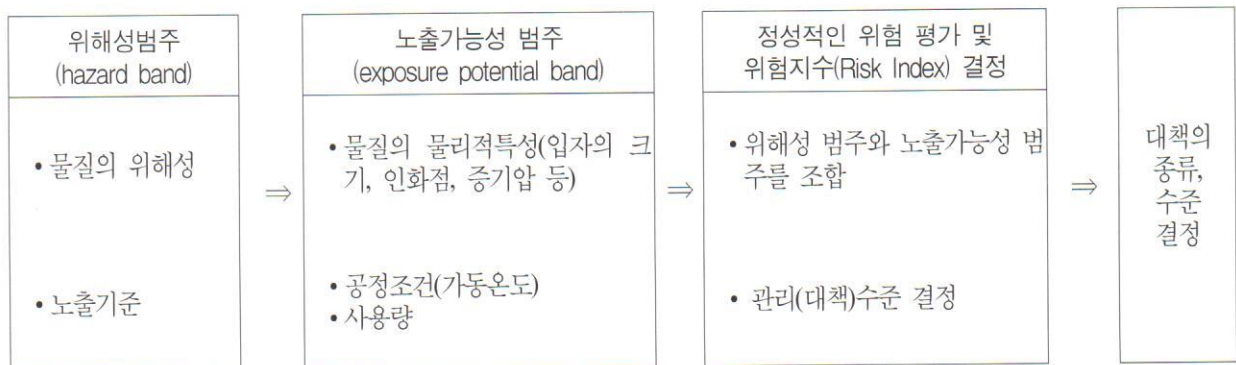 위해성범주
(hazard band)
• 물질의 위해성
• 노출기준
⇒
노출가능성 범주
(exposure potential band)
• 물질의 물리적특성(입자의 크
기, 인화점, 증기압 등)
• 공정조건(가동온도)
• 사용량
⇒
정성적인 위험 평가 및
위험지수(Risk Index) 결정
• 위해성 범주와 노출가능성 범
주를 조합
• 관리(대책)수준 결정
⇒
대책의
종류,
수준
결정